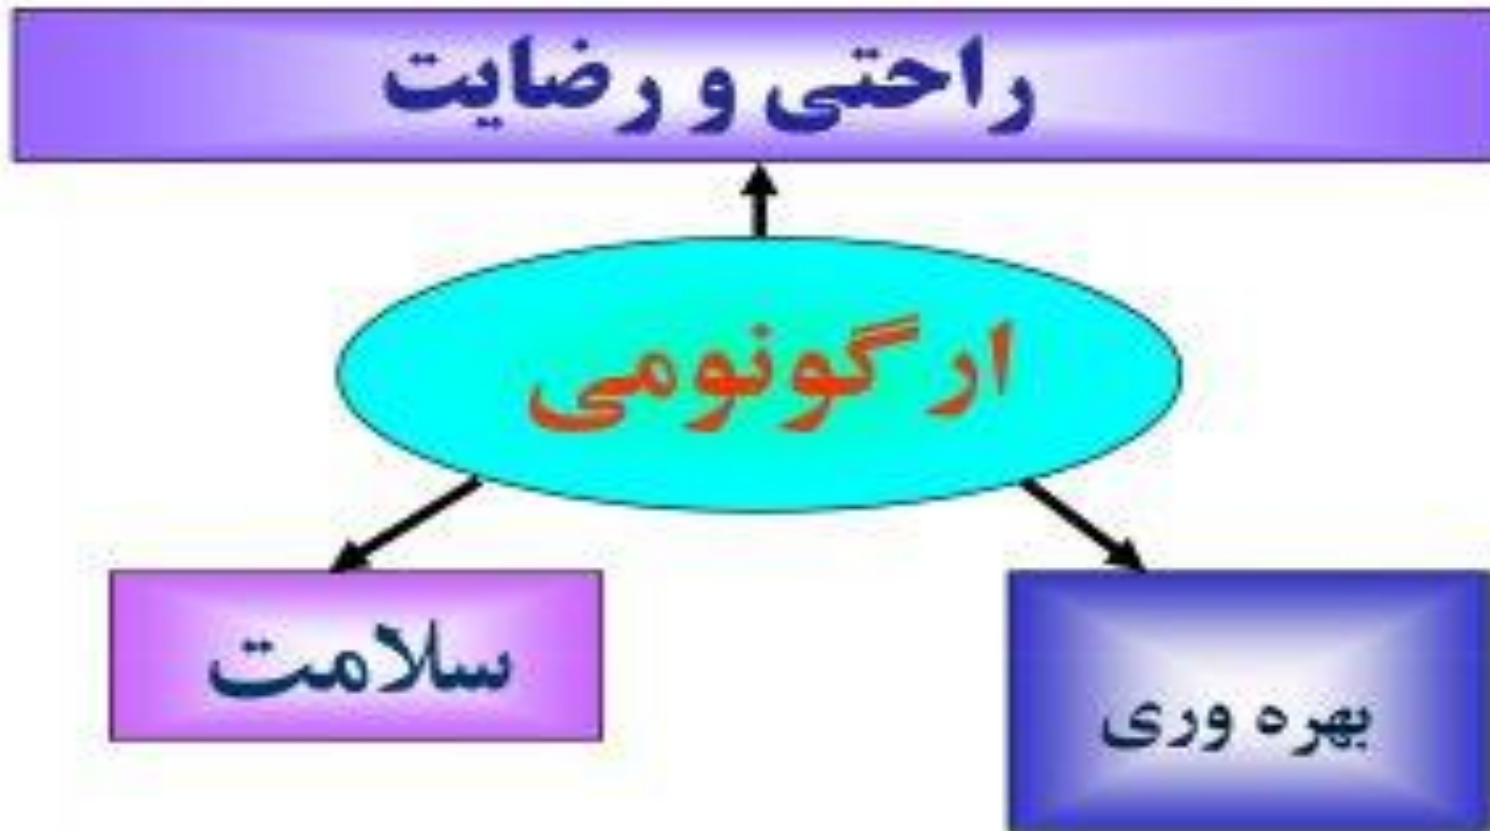 راحتی و رضایت
ارگونومی
بهره وری
سلامت